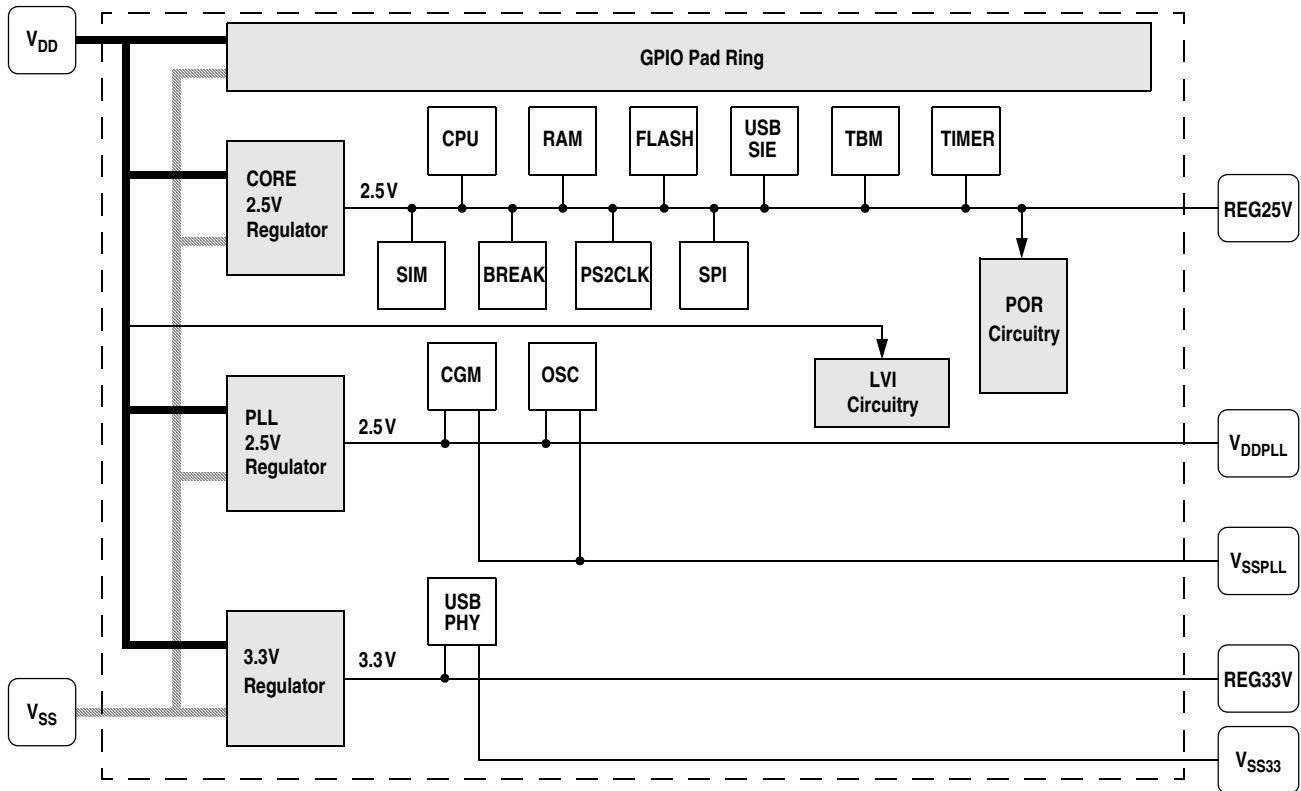 VDD
GPIO Pad Ring
CPU
RAM
FLASH
USB
SIE
TBM
TIMER
CORE
2.5V
Regulator
2.5V
REG25V
SIM
BREAK
PS2CLK
SPI
POR
Circuitry
LVI
Circuitry
CGM
OSC
PLL
2.5V
Regulator
2.5V
VDDPLL
VSSPLL
USB
PHY
3.3V
Regulator
3.3V
REG33V
VSS
VSS33